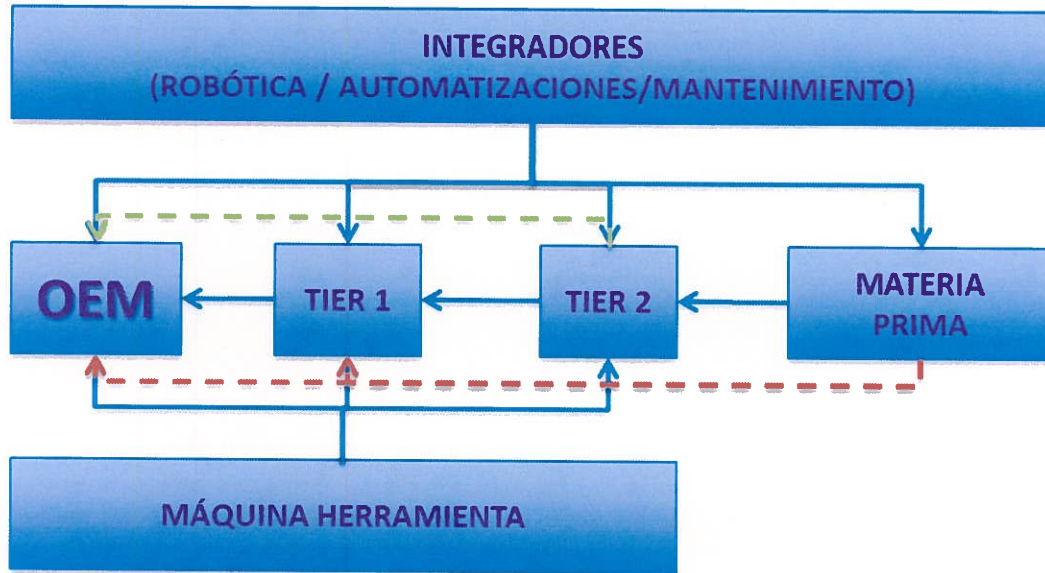 INTEGRADORES
(ROBÓTICA / AUTOMATIZACIONES/MANTENIMIENTO)
OEM
TIER 1
TIER 2
MATERIA
PRIMA
MÁQUINA HERRAMIENTA